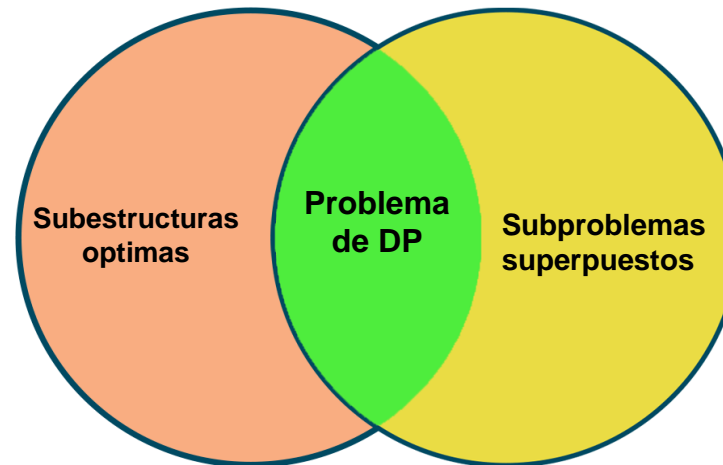 Subestructuras
optimas
Problema
de DP
Subproblemas
superpuestos